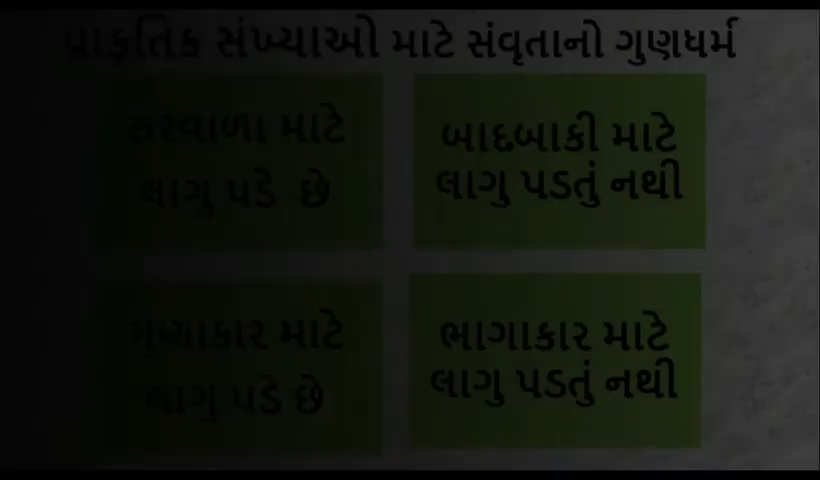 પ્રાકૃતિક સંખ્યાઓ માટે સંવૃતાનો ગુણધર્મ
સરવાળા માટે
લાગુ પડે છે
બાદબાકી માટે
લાગુ પડતું નથી
ગુણાકાર માટે
લાગુ પડે છે
ભાગાકાર માટે
લાગુ પડતું નથી